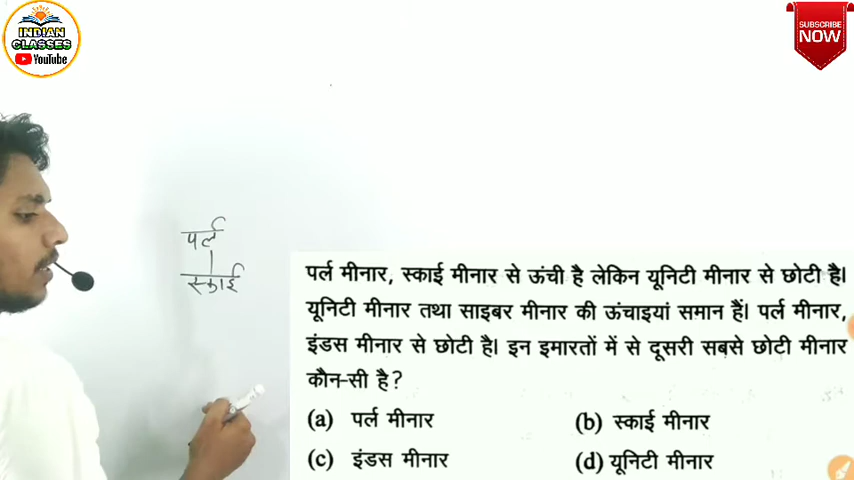 INDIAN
CLASSES
YouTube
SUBSCRIBE
NOW
पर्ल
स्काई
पर्ल मीनार, स्काई मीनार से ऊंची है लेकिन यूनिटी मीनार से छोटी है।
यूनिटी मीनार तथा साइबर मीनार की ऊंचाइयां समान हैं। पर्ल मीनार,
इंडस मीनार से छोटी है। इन इमारतों में से दूसरी सबसे छोटी मीनार
कौन-सी है?
(a) पर्ल मीनार (b) स्काई मीनार
(c) इंडस मीनार (d) यूनिटी मीनार